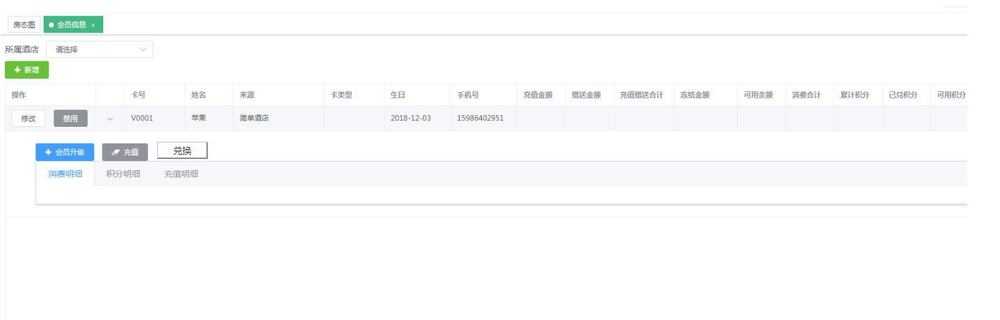 房态图 会员信息 ×
所属酒店 请选择
+ 新增
操作 卡号 姓名 来源 卡类型 生日 手机号 充值金额 赠送金额 充值赠送合计 冻结金额 可用余额 消费合计 累计积分 已兑积分 可用积分
修改 禁用 V0001 苹果 简单酒店 2018-12-03 15986402951
+ 会员升级 充值 兑换
消费明细 积分明细 充值明细